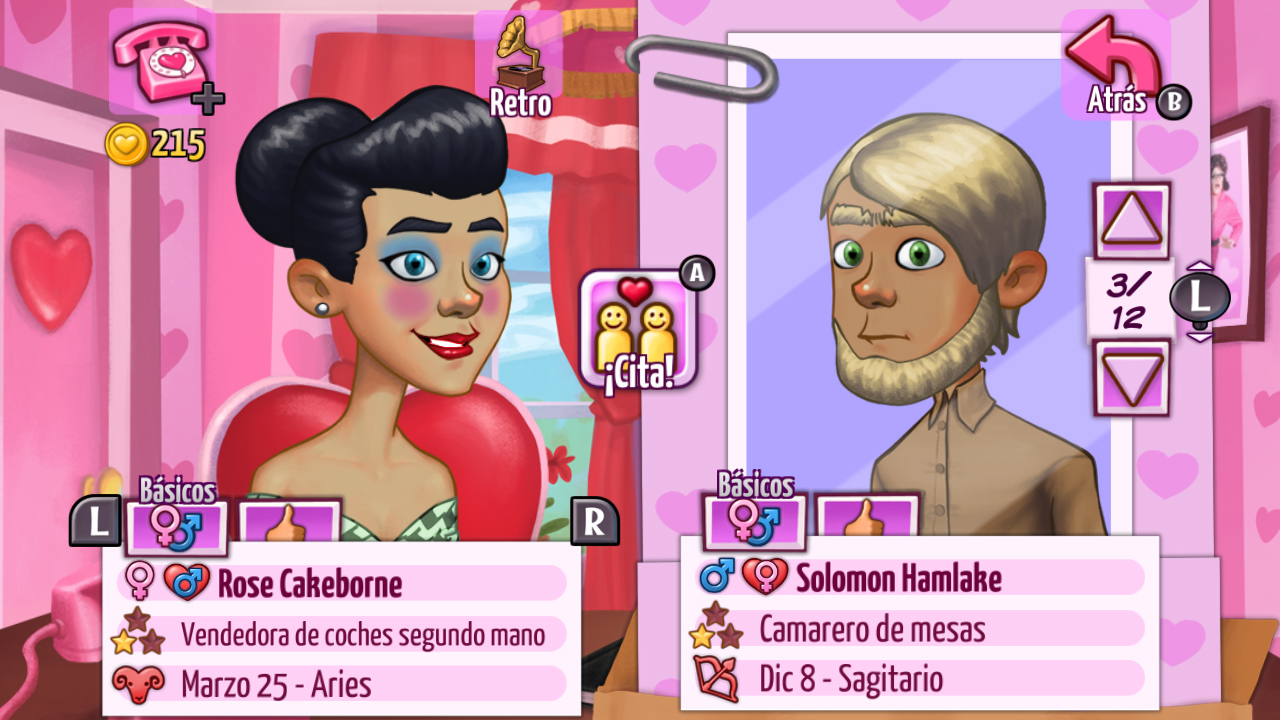 Retro
Atrás B
215
A
3/
12
L
¡Cita!
Básicos
L
R
Rose Cakeborne
Vendedora de coches segundo mano
Marzo 25 - Aries
Básicos
Solomon Hamlake
Camarero de mesas
Dic 8 - Sagitario